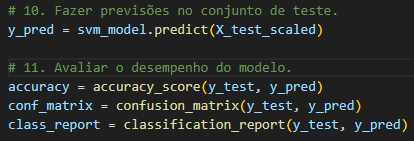 # 10. Fazer previsões no conjunto de teste.
y_pred = svm_model.predict(X_test_scaled)
# 11. Avaliar o desempenho do modelo.
accuracy = accuracy_score(y_test, y_pred)
conf_matrix = confusion_matrix(y_test, y_pred)
class_report = classification_report(y_test, y_pred)